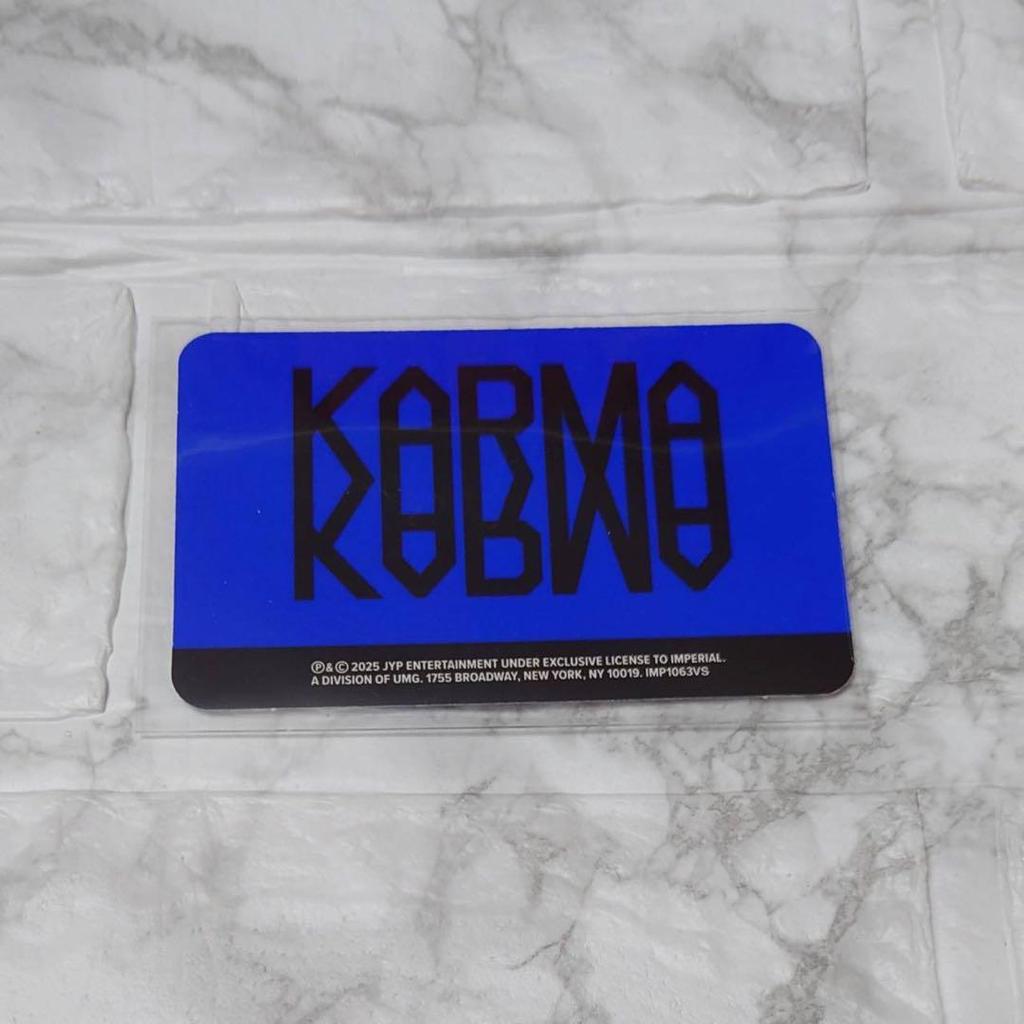 KARMA
℗&© 2025 JYP ENTERTAINMENT UNDER EXCLUSIVE LICENSE TO IMPERIAL.
A DIVISION OF UMG. 1755 BROADWAY, NEW YORK, NY 10019. IMP1063VS